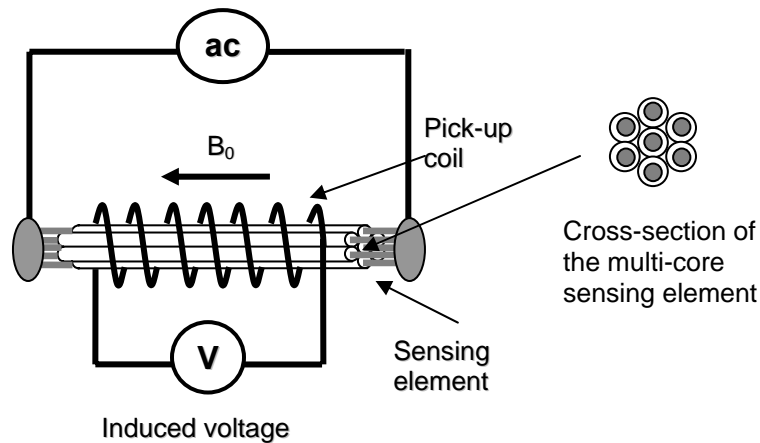 ac
Pick-up
coil
B₀
Cross-section of
the multi-core
sensing element
V
Sensing
element
Induced voltage